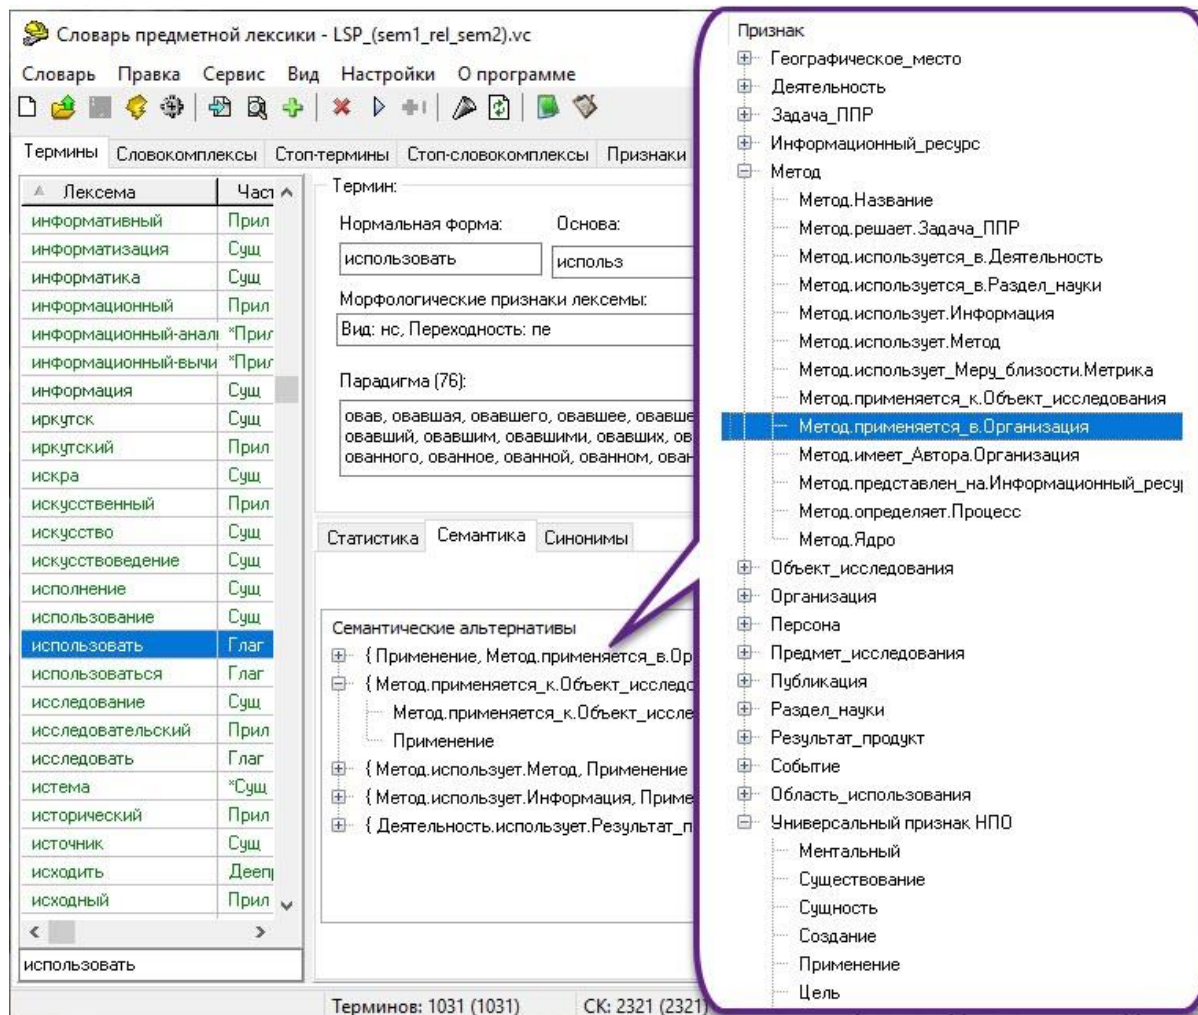 Словарь предметной лексики - LSP_(sem1_rel_sem2).vc
Словарь Правка Сервис Вид Настройки О программе
Термины Словокомплексы Стоп-термины Стоп-словокомплексы Признаки
Лексема Част
информативный Прил
информатизация Сущ
информатика Сущ
информационный Прил
информационный-анали *Прил
информационный-вычи *Прил
информация Сущ
иркутск Сущ
иркутский Прил
искра Сущ
искусственный Прил
искусство Сущ
искусствоведение Сущ
исполнение Сущ
использование Сущ
использовать Глаг
использоваться Глаг
исследование Сущ
исследовательский Прил
исследовать Глаг
истема *Сущ
исторический Прил
источник Сущ
исходить Дееп
исходный Прил
использовать
Термин:
Нормальная форма: Основа:
использовать использ
Морфологические признаки лексемы:
Вид: нс, Переходность: пе
Парадигма (76):
овав, овавшая, овавшего, овавшее, овавше
овавший, овавшим, овавшими, овавших, ов
ованного, ованное, ованной, ованном, ован
Статистика Семантика Синонимы
Семантические альтернативы
{ Применение, Метод.применяется_в.Ор
{ Метод.применяется_к.Объект_исследо
Метод.применяется_к.Объект_иссле
Применение
{ Метод.использует.Метод, Применение
{ Метод.использует.Информация, Приме
{ Деятельность.использует.Результат_п
Терминов: 1031 (1031) СК: 2321 (2321)
Признак
Географическое_место
Деятельность
Задача_ППР
Информационный_ресурс
Метод
Метод.Название
Метод.решает.Задача_ППР
Метод.используется_в.Деятельность
Метод.используется_в.Раздел_науки
Метод.использует.Информация
Метод.использует.Метод
Метод.использует_Меру_близости.Метрика
Метод.применяется_к.Объект_исследования
Метод.применяется_в.Организация
Метод.имеет_Автора.Организация
Метод.представлен_на.Информационный_ресу
Метод.определяет.Процесс
Метод.Ядро
Объект_исследования
Организация
Персона
Предмет_исследования
Публикация
Раздел_науки
Результат_продукт
Событие
Область_использования
Универсальный признак НПО
Ментальный
Существование
Сущность
Создание
Применение
Цель